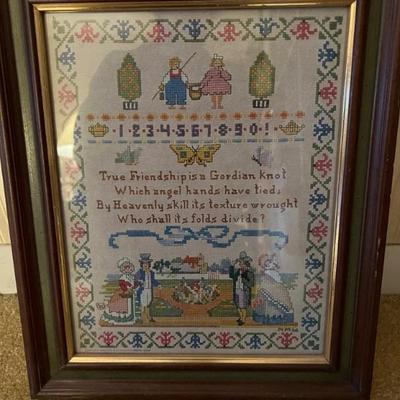 ·1·2·3·4·5·6·7·8·9·0·!·
True Friendship is a Gordian knot
Which angel hands have tied;
By Heavenly skill its texture wrought
Who shall its folds divide?